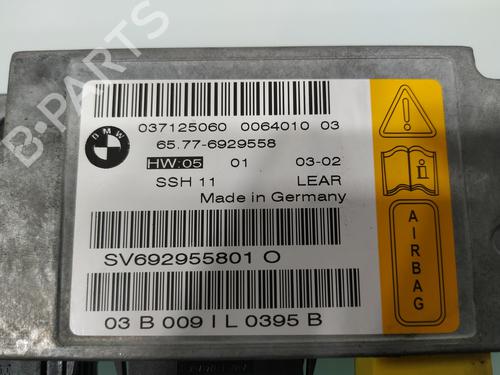 B-PARTS
BMW
037125060 0064010 03
65.77-6929558
HW:05 01 03-02
SSH 11 LEAR
Made in Germany
SV692955801 O
03 B 009 I L 0395 B
AIRBAG